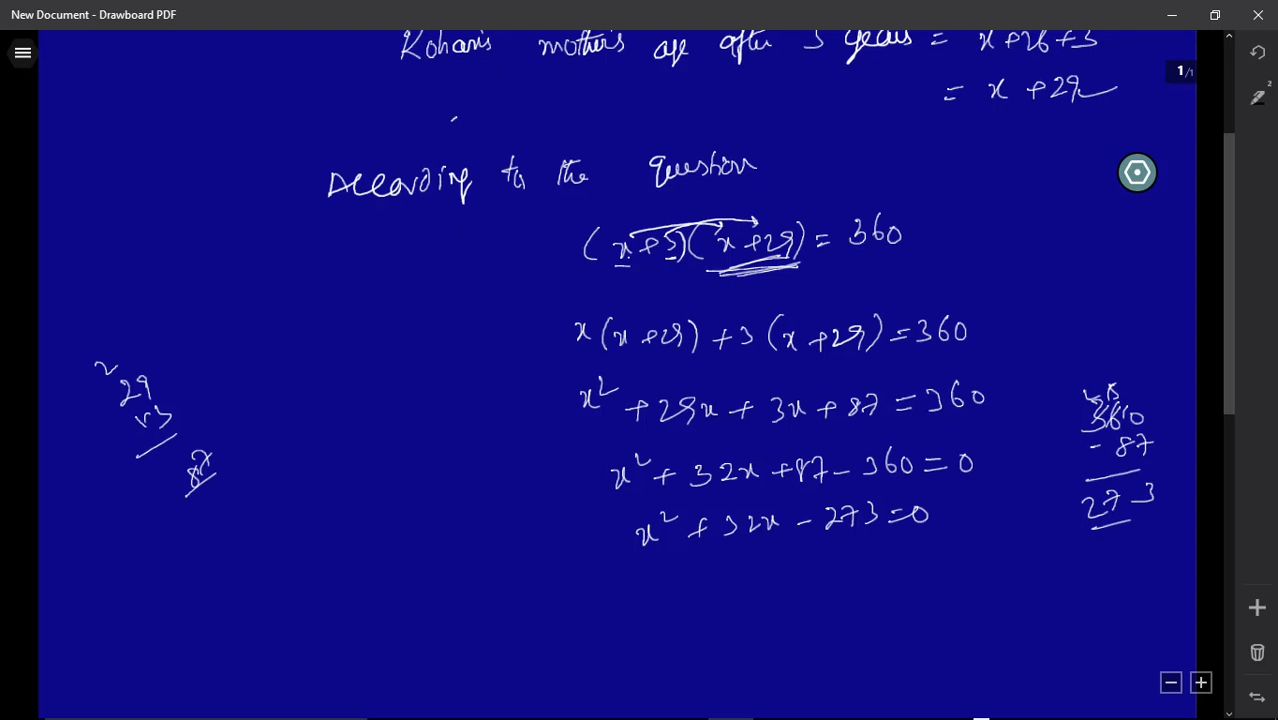 New Document - Drawboard PDF
Rohan's mother's age after 3 years = x+26+3
= x +29
1/1
2
According to the question
(x+3)(x+29) = 360
x(x+29) +3(x+29) = 360
x² +29x + 3x +87 = 360
x² + 32x +87 - 360 = 0
x² + 32x - 273 = 0
2
29
×3
87
360
- 87
273